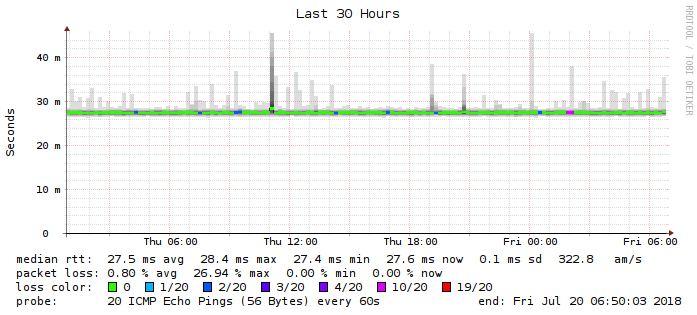 Last 30 Hours
RRDTOOL / TOBI OETIKER
Seconds
40 m
30 m
20 m
10 m
0
Thu 06:00 Thu 12:00 Thu 18:00 Fri 00:00 Fri 06:00
median rtt: 27.5 ms avg 28.4 ms max 27.4 ms min 27.6 ms now 0.1 ms sd 322.8 am/s
packet loss: 0.80 % avg 26.94 % max 0.00 % min 0.00 % now
loss color: 0 1/20 2/20 3/20 4/20 10/20 19/20
probe: 20 ICMP Echo Pings (56 Bytes) every 60s end: Fri Jul 20 06:50:03 2018